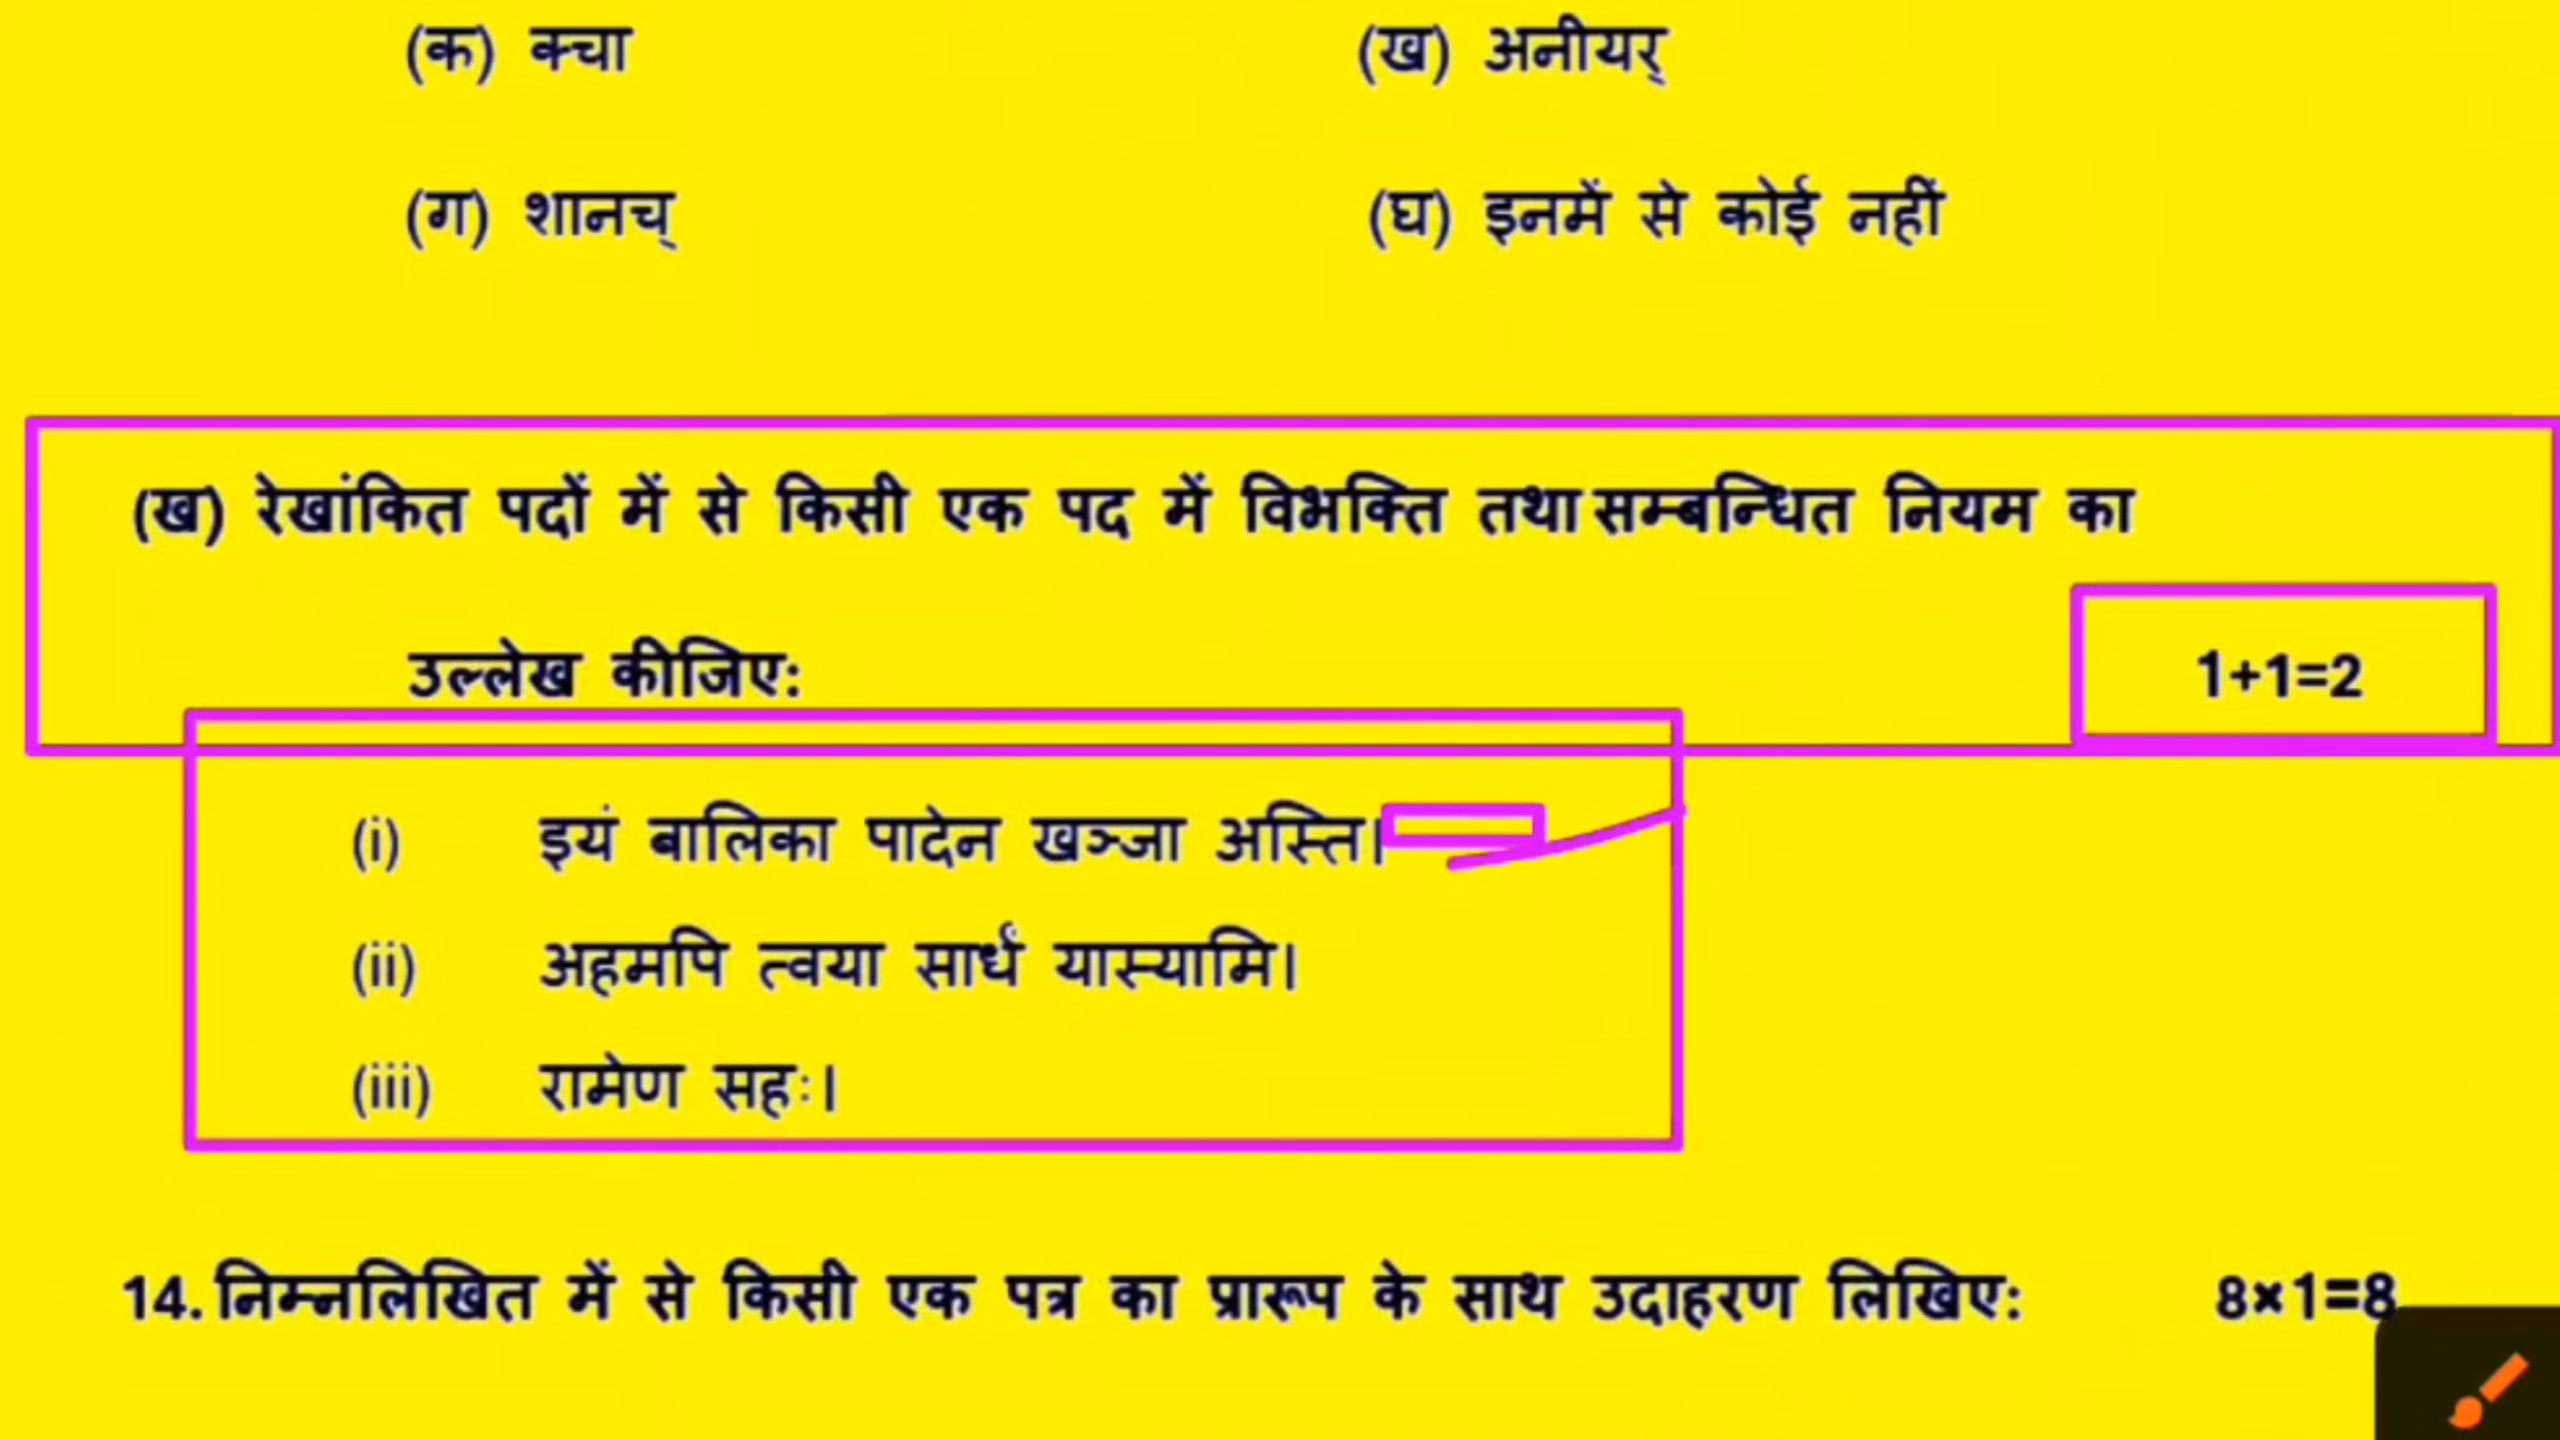 (क) क्चा (ख) अनीयर्
(ग) शानच् (घ) इनमें से कोई नहीं
(ख) रेखांकित पदों में से किसी एक पद में विभक्ति तथा सम्बन्धित नियम का
उल्लेख कीजिए: 1+1=2
(i) इयं बालिका पादेन खञ्जा अस्ति।
(ii) अहमपि त्वया सार्धं यास्यामि।
(iii) रामेण सहः।
14. निम्नलिखित में से किसी एक पत्र का प्रारूप के साथ उदाहरण लिखिए: 8×1=8